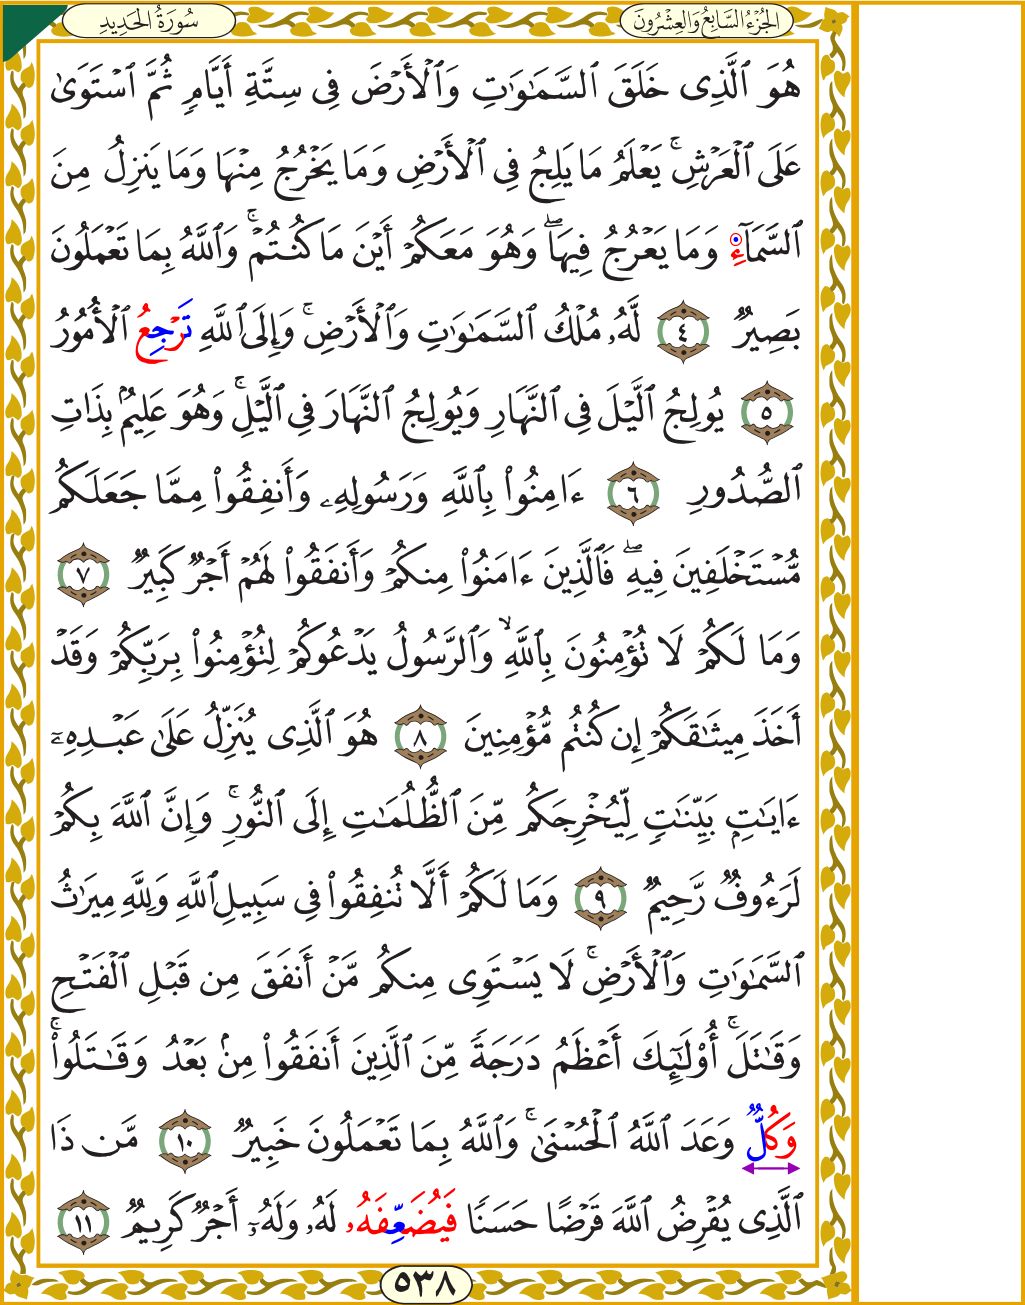 الجُزْءُ السَّابِعُ وَالعِشْرُونَ
سُورَةُ الحَدِيدِ
هُوَ ٱلَّذِى خَلَقَ ٱلسَّمَـٰوَٰتِ وَٱلْأَرْضَ فِى سِتَّةِ أَيَّامٍ ثُمَّ ٱسْتَوَىٰ
عَلَى ٱلْعَرْشِ ۚ يَعْلَمُ مَا يَلِجُ فِى ٱلْأَرْضِ وَمَا يَخْرُجُ مِنْهَا وَمَا يَنزِلُ مِنَ
ٱلسَّمَآءِ وَمَا يَعْرُجُ فِيهَا ۖ وَهُوَ مَعَكُمْ أَيْنَ مَا كُنتُمْ ۚ وَٱللَّهُ بِمَا تَعْمَلُونَ
بَصِيرٌ ٤ لَّهُۥ مُلْكُ ٱلسَّمَـٰوَٰتِ وَٱلْأَرْضِ ۚ وَإِلَى ٱللَّهِ تَرْجِعُ ٱلْأُمُورُ
٥ يُولِجُ ٱلَّيْلَ فِى ٱلنَّهَارِ وَيُولِجُ ٱلنَّهَارَ فِى ٱلَّيْلِ ۚ وَهُوَ عَلِيمٌۢ بِذَاتِ
ٱلصُّدُورِ ٦ ءَامِنُوا۟ بِٱللَّهِ وَرَسُولِهِۦ وَأَنفِقُوا۟ مِمَّا جَعَلَكُم
مُّسْتَخْلَفِينَ فِيهِ ۖ فَٱلَّذِينَ ءَامَنُوا۟ مِنكُمْ وَأَنفَقُوا۟ لَهُمْ أَجْرٌ كَبِيرٌ ٧
وَمَا لَكُمْ لَا تُؤْمِنُونَ بِٱللَّهِ ۙ وَٱلرَّسُولُ يَدْعُوكُمْ لِتُؤْمِنُوا۟ بِرَبِّكُمْ وَقَدْ
أَخَذَ مِيثَـٰقَكُمْ إِن كُنتُم مُّؤْمِنِينَ ٨ هُوَ ٱلَّذِى يُنَزِّلُ عَلَىٰ عَبْدِهِۦٓ
ءَايَـٰتٍۭ بَيِّنَـٰتٍ لِّيُخْرِجَكُم مِّنَ ٱلظُّلُمَـٰتِ إِلَى ٱلنُّورِ ۚ وَإِنَّ ٱللَّهَ بِكُمْ
لَرَءُوفٌ رَّحِيمٌ ٩ وَمَا لَكُمْ أَلَّا تُنفِقُوا۟ فِى سَبِيلِ ٱللَّهِ وَلِلَّهِ مِيرَٰثُ
ٱلسَّمَـٰوَٰتِ وَٱلْأَرْضِ ۚ لَا يَسْتَوِى مِنكُم مَّنْ أَنفَقَ مِن قَبْلِ ٱلْفَتْحِ
وَقَـٰتَلَ ۚ أُو۟لَـٰٓئِكَ أَعْظَمُ دَرَجَةً مِّنَ ٱلَّذِينَ أَنفَقُوا۟ مِنۢ بَعْدُ وَقَـٰتَلُوا۟ ۚ
وَكُلٌّ وَعَدَ ٱللَّهُ ٱلْحُسْنَىٰ ۚ وَٱللَّهُ بِمَا تَعْمَلُونَ خَبِيرٌ ١٠ مَّن ذَا
ٱلَّذِى يُقْرِضُ ٱللَّهَ قَرْضًا حَسَنًا فَيُضَعِّفَهُۥ لَهُۥ وَلَهُۥٓ أَجْرٌ كَرِيمٌ ١١
٥٣٨